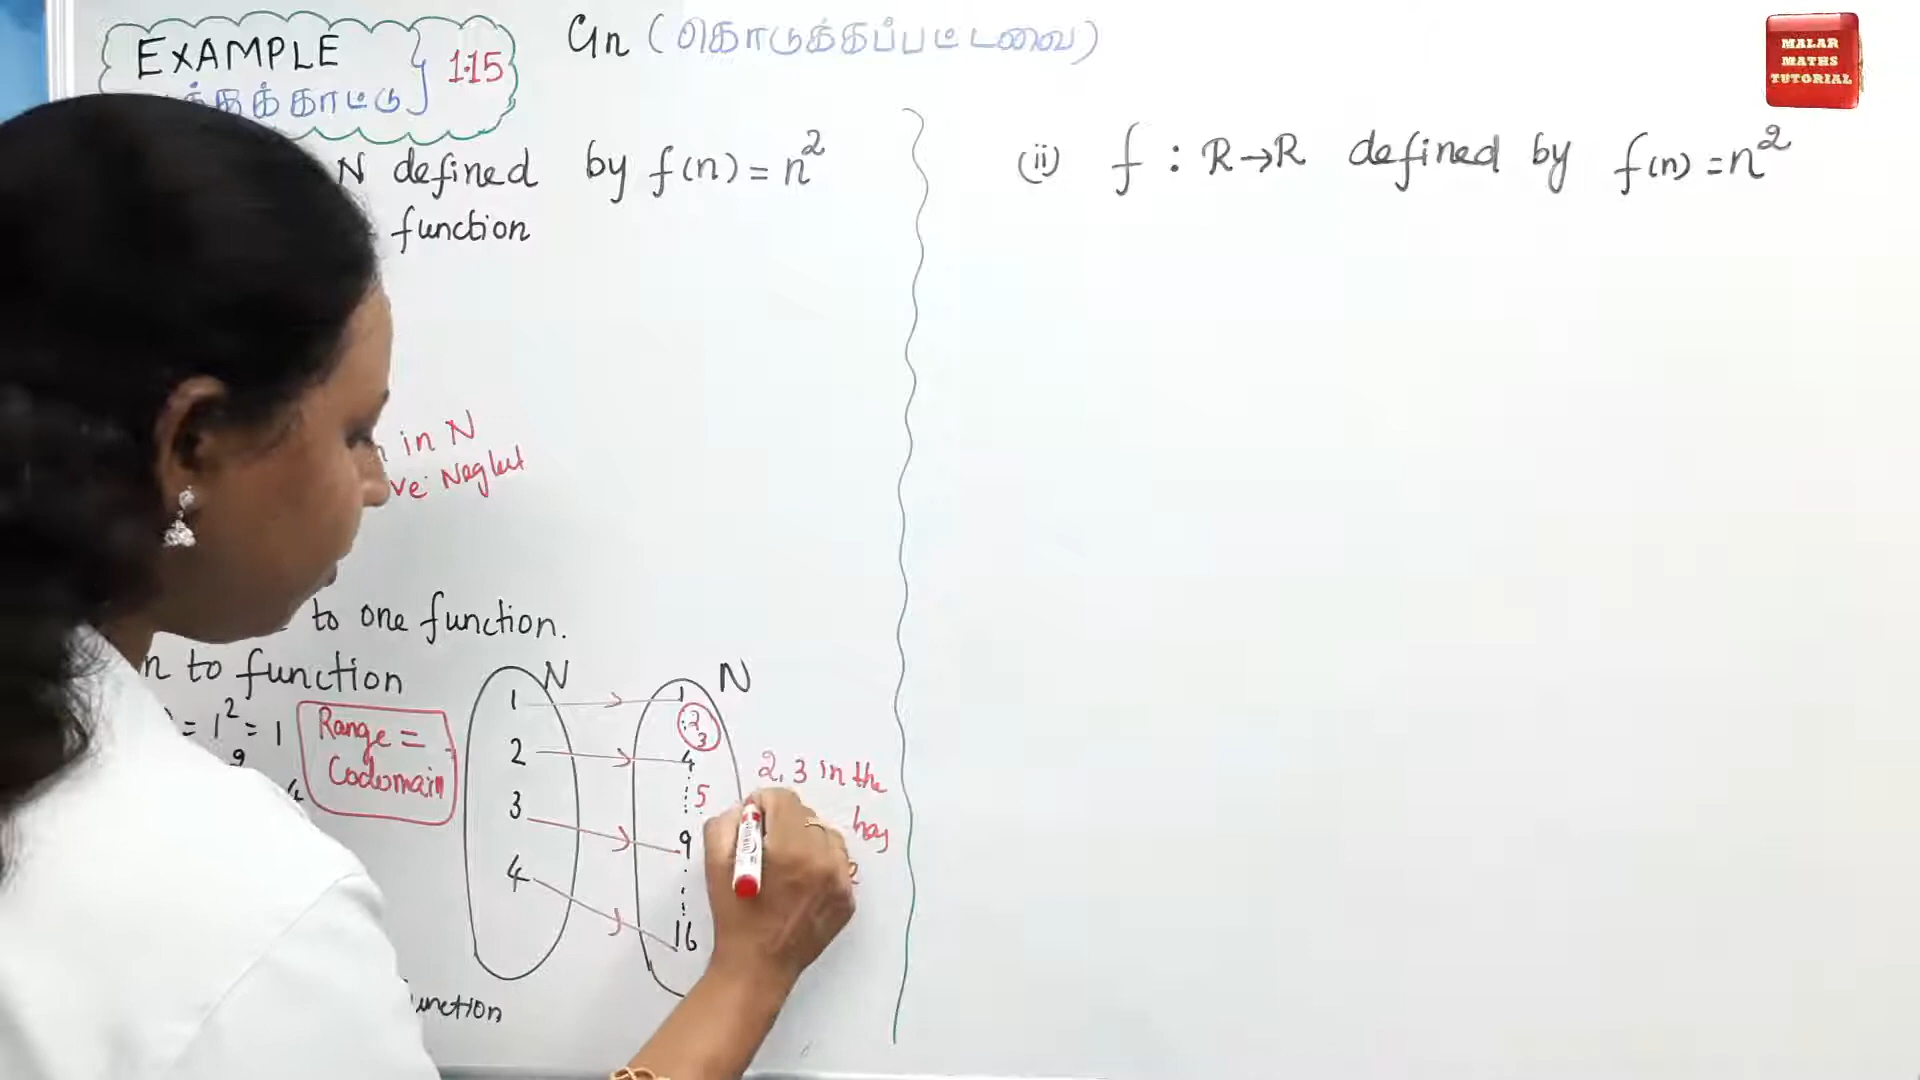 EXAMPLE 1.15
Gn (கொடுக்கப்பட்டவை)
MALAR
MATHS
TUTORIAL
N defined by f(n) = n²
function
in N
ve Neglect
to one function.
to function
= 1² = 1
Range =
Codomain
N
1
2
3
4
N
1
2
3
4
5
9
16
2, 3 in the
has
unction
(ii) f : R→R defined by f(n) = n²